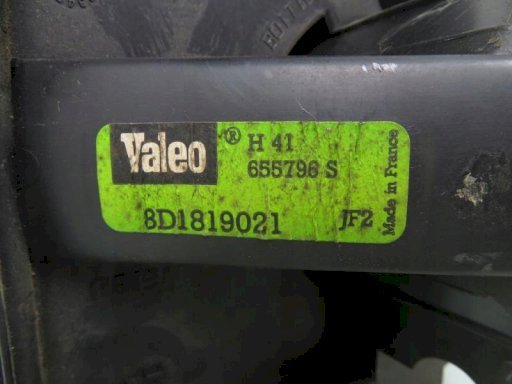 Valeo ® H 41
655796 S
8D1819021 JF2
Made in France